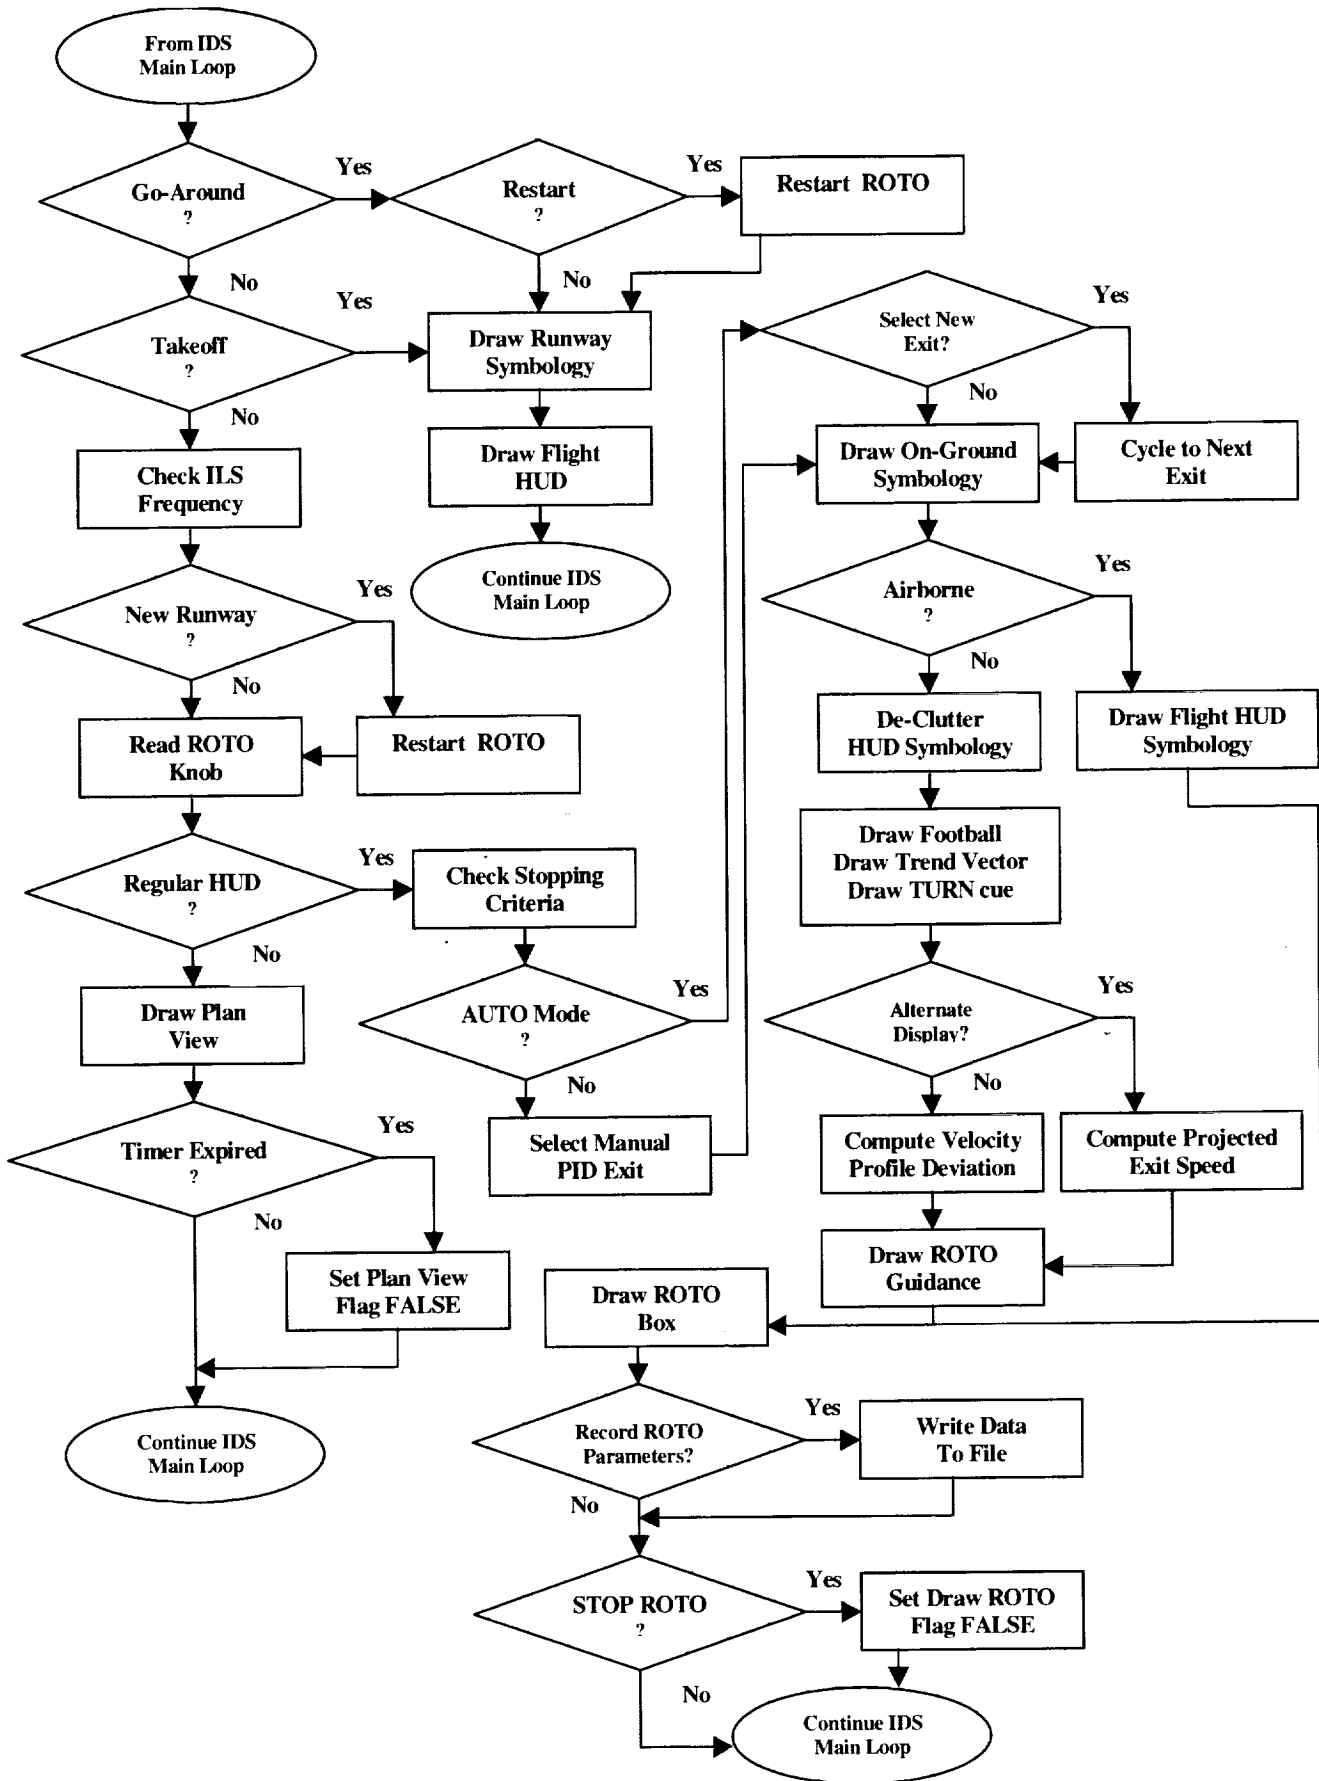 From IDS
Main Loop
Go-Around
?
Yes
No
Restart
?
Yes
No
Restart ROTO
Takeoff
?
Yes
No
Draw Runway
Symbology
Draw Flight
HUD
Continue IDS
Main Loop
Check ILS
Frequency
New Runway
?
Yes
No
Read ROTO
Knob
Restart ROTO
Regular HUD
?
Yes
No
Draw Plan
View
Timer Expired
?
Yes
No
Set Plan View
Flag FALSE
Continue IDS
Main Loop
Check Stopping
Criteria
AUTO Mode
?
Yes
No
Select Manual
PID Exit
Select New
Exit?
Yes
No
Cycle to Next
Exit
Draw On-Ground
Symbology
Airborne
?
Yes
No
De-Clutter
HUD Symbology
Draw Flight HUD
Symbology
Draw Football
Draw Trend Vector
Draw TURN cue
Alternate
Display?
Yes
No
Compute Velocity
Profile Deviation
Compute Projected
Exit Speed
Draw ROTO
Guidance
Draw ROTO
Box
Record ROTO
Parameters?
Yes
No
Write Data
To File
STOP ROTO
?
Yes
No
Set Draw ROTO
Flag FALSE
Continue IDS
Main Loop